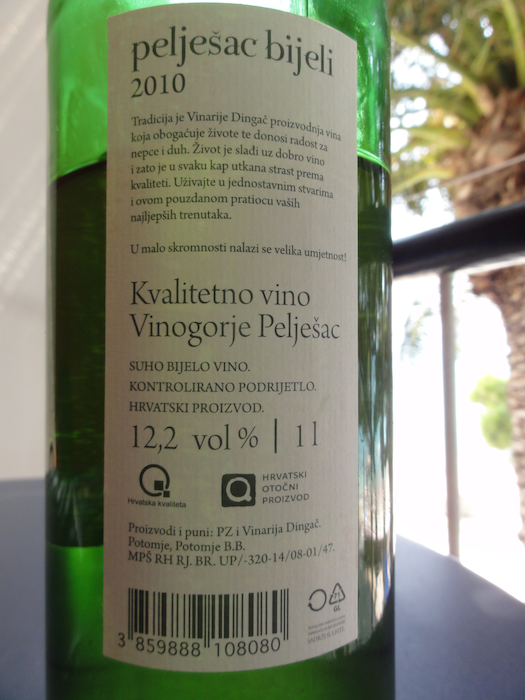 pelješac bijeli
2010
Tradicija je Vinarije Dingač proizvodnja vina
koja obogaćuje živote te donosi radost za
nepce i duh. Život je slađi uz dobro vino
i zato je u svaku kap utkana strast prema
kvaliteti. Uživajte u jednostavnim stvarima
i ovom pouzdanom pratiocu vaših
najljepših trenutaka.
U malo skromnosti nalazi se velika umjetnost!
Kvalitetno vino
Vinogorje Pelješac
SUHO BIJELO VINO.
KONTROLIRANO PODRIJETLO.
HRVATSKI PROIZVOD.
12,2 vol % | 1 l
Hrvatska kvaliteta
HRVATSKI
OTOČNI
PROIZVOD
Proizvodi i puni: PZ i Vinarija Dingač.
Potomje, Potomje B.B.
MPŠ RH RJ. BR. UP/-320-14/08-01/47.
71
GL
3 859888 108080